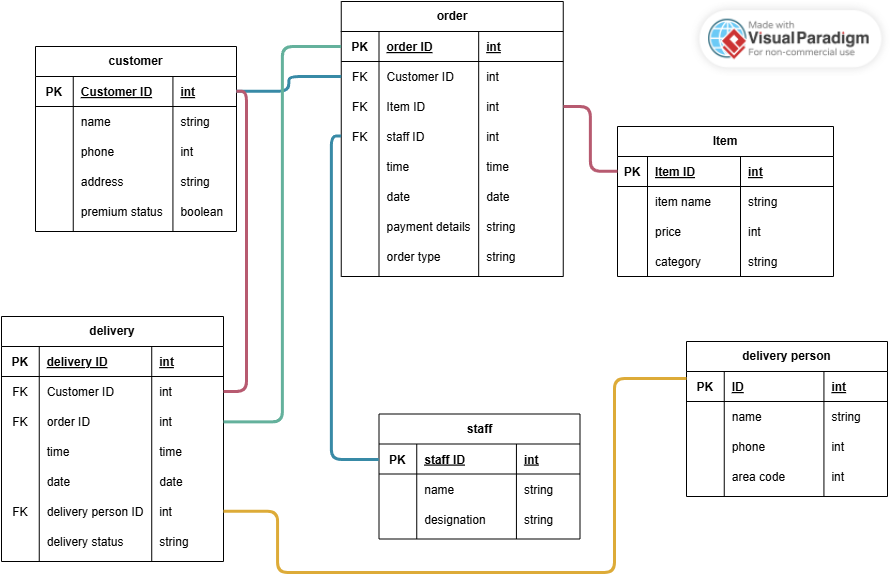 order
PK order ID int
FK Customer ID int
FK Item ID int
FK staff ID int
time time
date date
payment details string
order type string
Made with
Visual Paradigm
For non-commercial use
customer
PK Customer ID int
name string
phone int
address string
premium status boolean
Item
PK Item ID int
item name string
price int
category string
delivery
PK delivery ID int
FK Customer ID int
FK order ID int
time time
date date
FK delivery person ID int
delivery status string
staff
PK staff ID int
name string
designation string
delivery person
PK ID int
name string
phone int
area code int